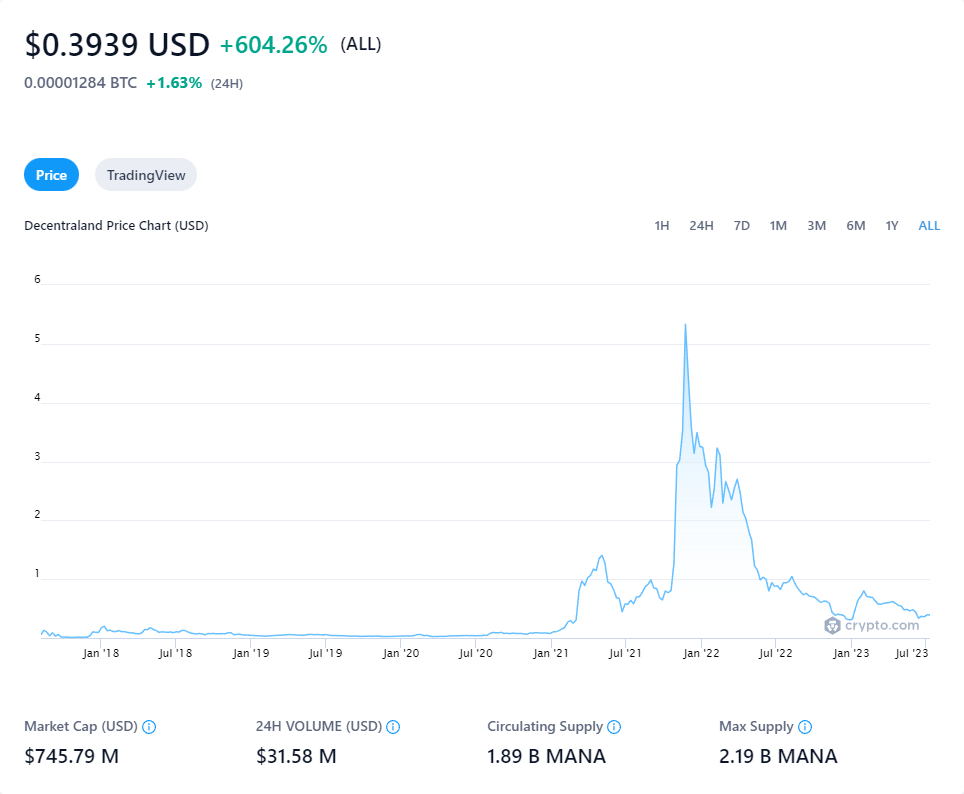 $0.3939 USD +604.26% (ALL)
0.00001284 BTC +1.63% (24H)
Price TradingView
Decentraland Price Chart (USD) 1H 24H 7D 1M 3M 6M 1Y ALL
6
5
4
3
2
1
crypto.com
Jan '18 Jul '18 Jan '19 Jul '19 Jan '20 Jul '20 Jan '21 Jul '21 Jan '22 Jul '22 Jan '23 Jul '23
Market Cap (USD) 24H VOLUME (USD) Circulating Supply Max Supply
$745.79 M $31.58 M 1.89 B MANA 2.19 B MANA